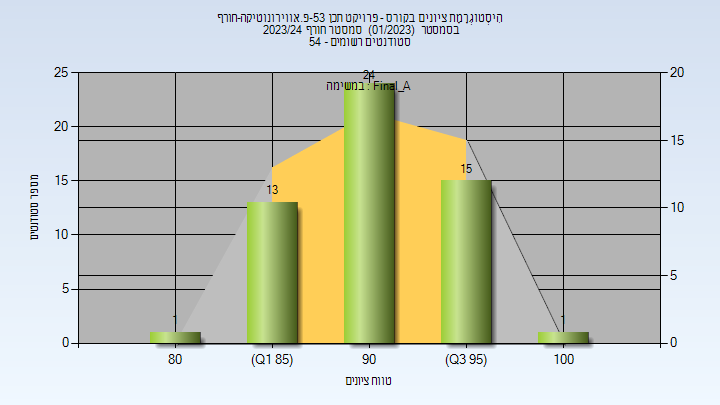 היסטוגרמת ציונים בקורס - פרויקט תכן 53-פ.אווירונוטיקה-חורף
בסמסטר (01/2023) סמסטר חורף 2023/24
סטודנטים רשומים - 54
במשימה : Final_A
25
20
15
10
5
0
20
15
10
5
0
1
13
24
15
1
מספר סטודנטים
80
(Q1 85)
90
(Q3 95)
100
טווח ציונים